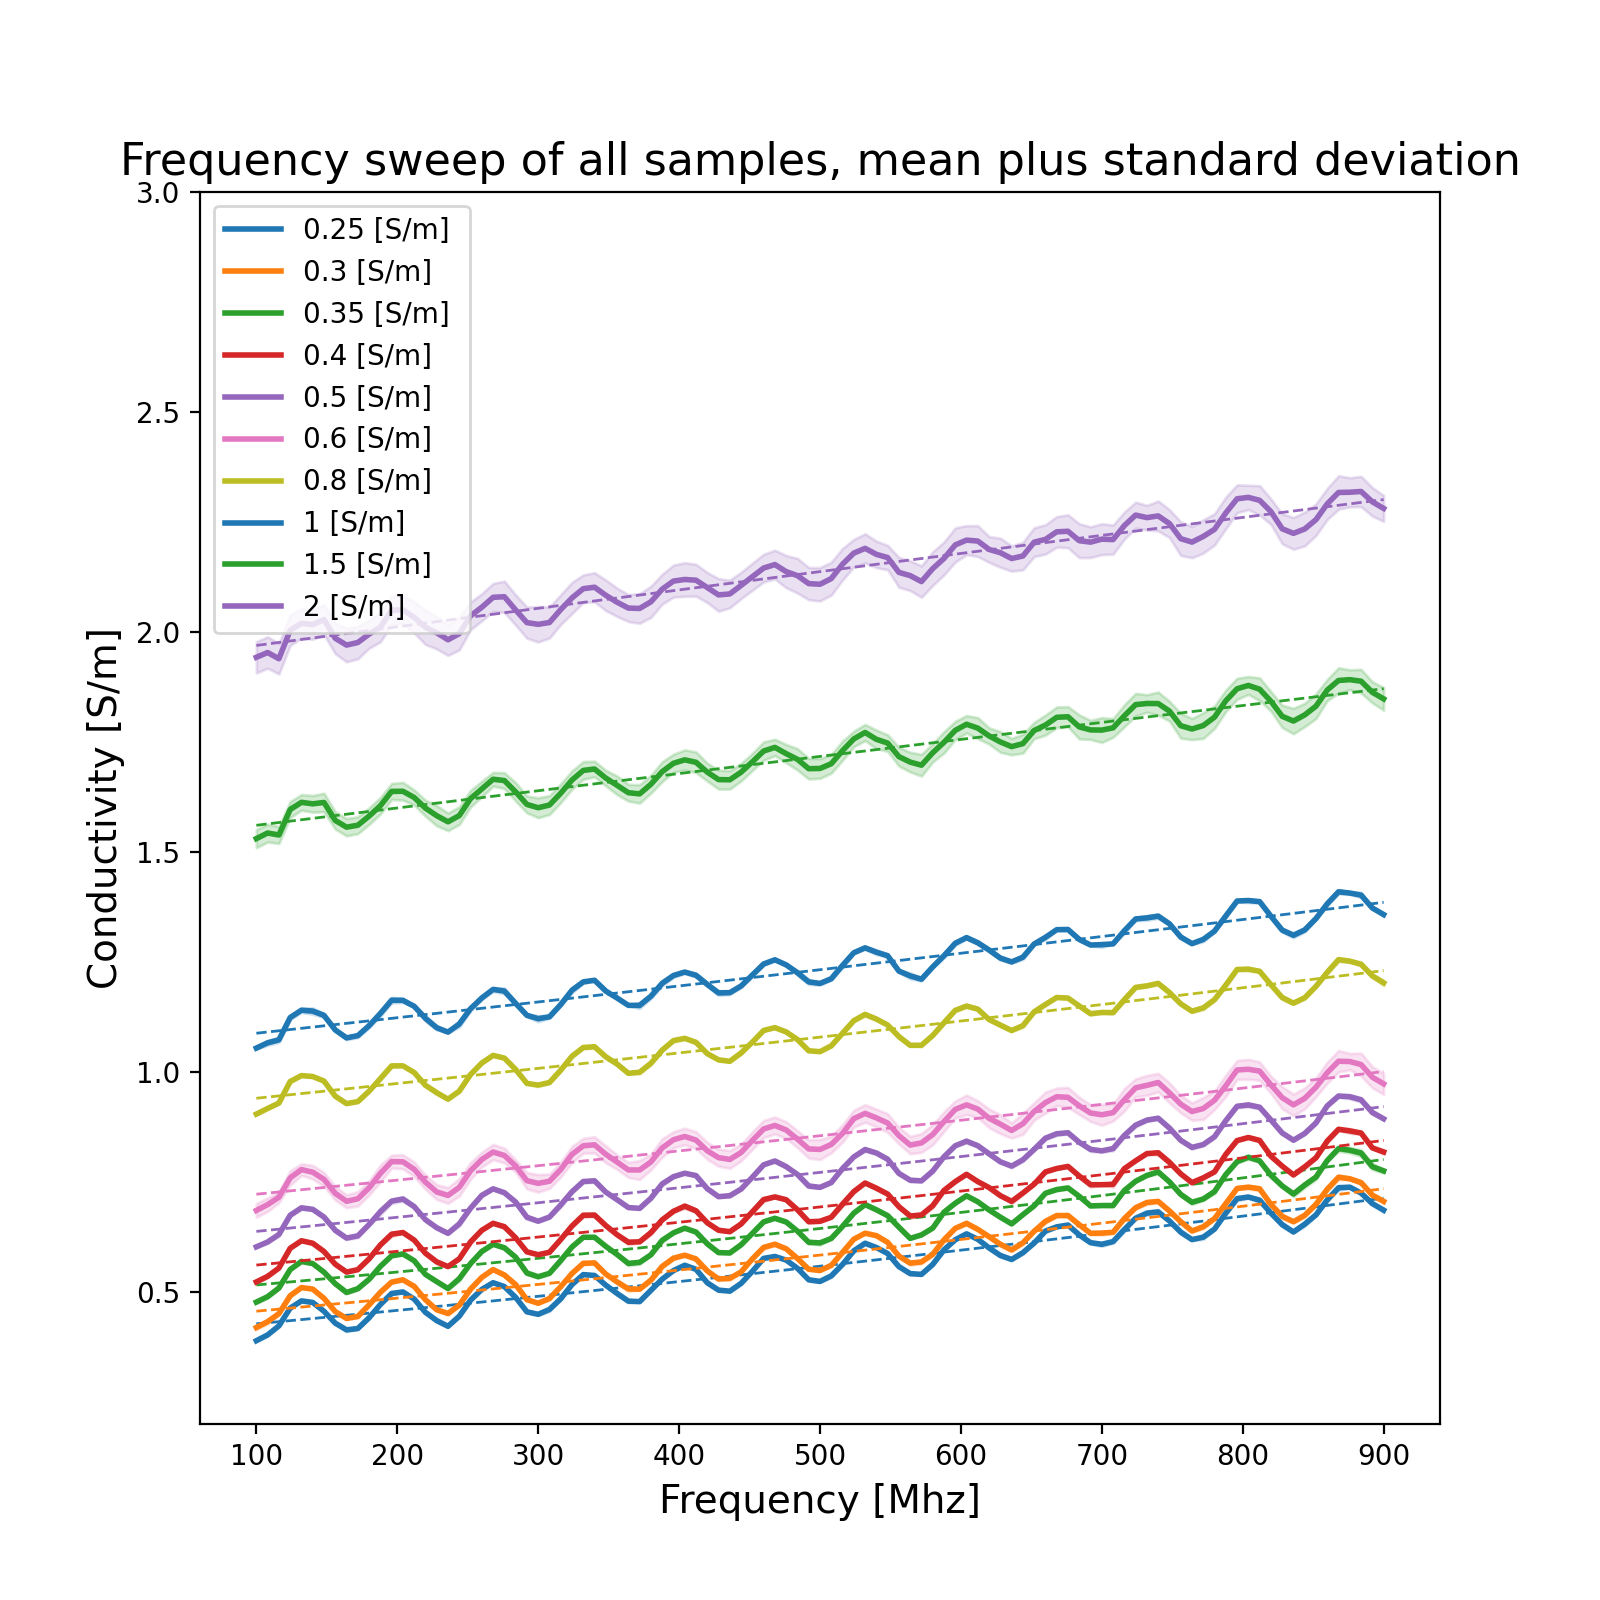 Frequency sweep of all samples, mean plus standard deviation
3.0
2.5
2.0
1.5
1.0
0.5
Conductivity [S/m]
0.25 [S/m]
0.3 [S/m]
0.35 [S/m]
0.4 [S/m]
0.5 [S/m]
0.6 [S/m]
0.8 [S/m]
1 [S/m]
1.5 [S/m]
2 [S/m]
100 200 300 400 500 600 700 800 900
Frequency [Mhz]